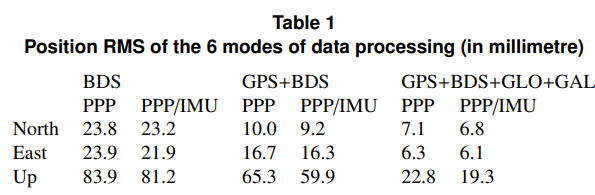 Table 1
Position RMS of the 6 modes of data processing (in millimetre)
BDS GPS+BDS GPS+BDS+GLO+GAL
PPP PPP/IMU PPP PPP/IMU PPP PPP/IMU
North 23.8 23.2 10.0 9.2 7.1 6.8
East 23.9 21.9 16.7 16.3 6.3 6.1
Up 83.9 81.2 65.3 59.9 22.8 19.3